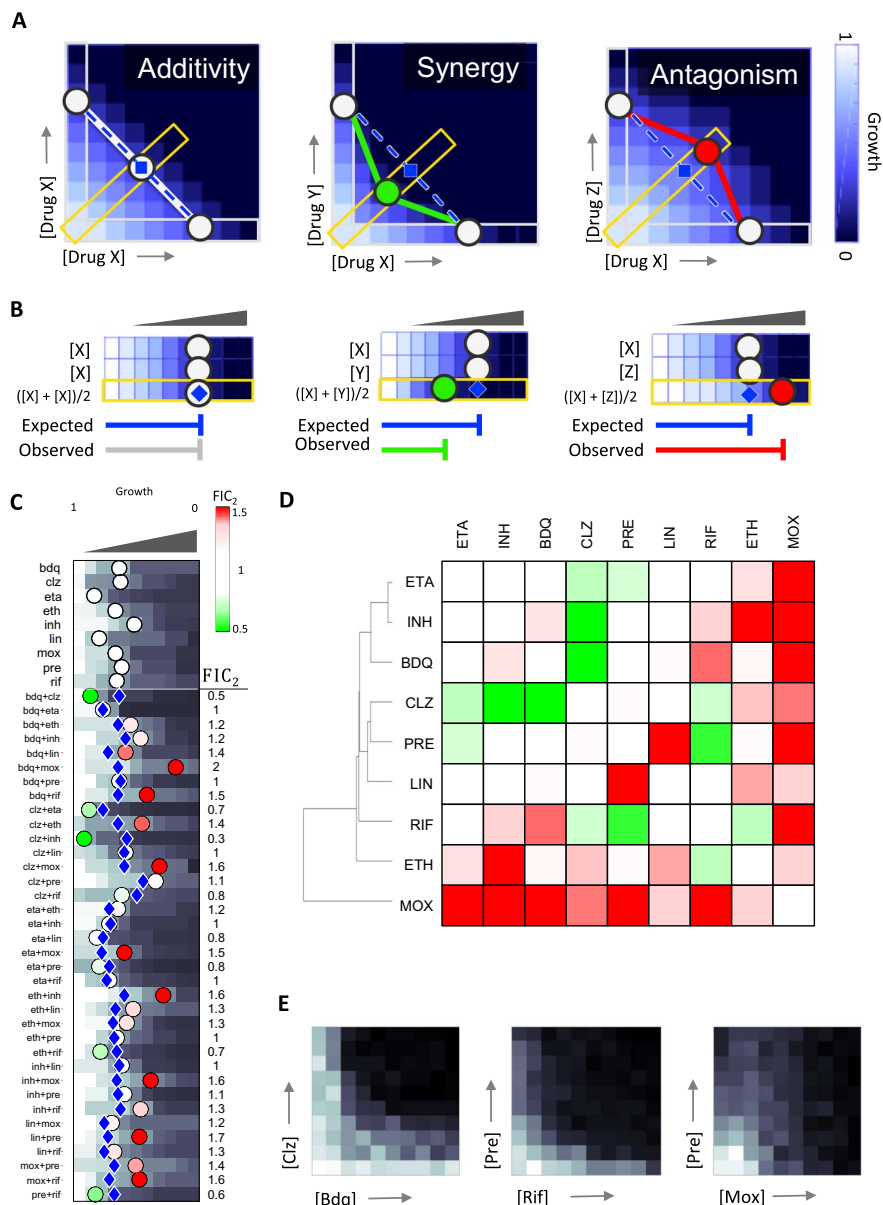 A
Additivity
Synergy
Antagonism
1
Growth
0
[Drug X]
[Drug Y]
[Drug Z]
[Drug X]
[Drug X]
[Drug X]
B
[X]
[X]
([X] + [X])/2
Expected
Observed
[X]
[Y]
([X] + [Y])/2
Expected
Observed
[X]
[Z]
([X] + [Z])/2
Expected
Observed
C
Growth
1
0
FIC2
1.5
1
0.5
bdq
clz
eta
eth
inh
lin
mox
pre
rif
FIC2
bdq+clz 0.5
bdq+eta 1
bdq+eth 1.2
bdq+inh 1.2
bdq+lin 1.4
bdq+mox 2
bdq+pre 1
bdq+rif 1.5
clz+eta 0.7
clz+eth 1.4
clz+inh 0.3
clz+lin 1
clz+mox 1.6
clz+pre 1.1
clz+rif 0.8
eta+eth 1.2
eta+inh 1
eta+lin 0.8
eta+mox 1.5
eta+pre 0.8
eta+rif 1
eth+inh 1.6
eth+lin 1.3
eth+mox 1.3
eth+pre 1
eth+rif 0.7
inh+lin 1
inh+mox 1.6
inh+pre 1.1
inh+rif 1.3
lin+mox 1.2
lin+pre 1.7
lin+rif 1.3
mox+pre 1.4
mox+rif 1.6
pre+rif 0.6
D
ETA INH BDQ CLZ PRE LIN RIF ETH MOX
ETA
INH
BDQ
CLZ
PRE
LIN
RIF
ETH
MOX
E
[Clz]
[Pre]
[Pre]
[Bdq]
[Rif]
[Mox]